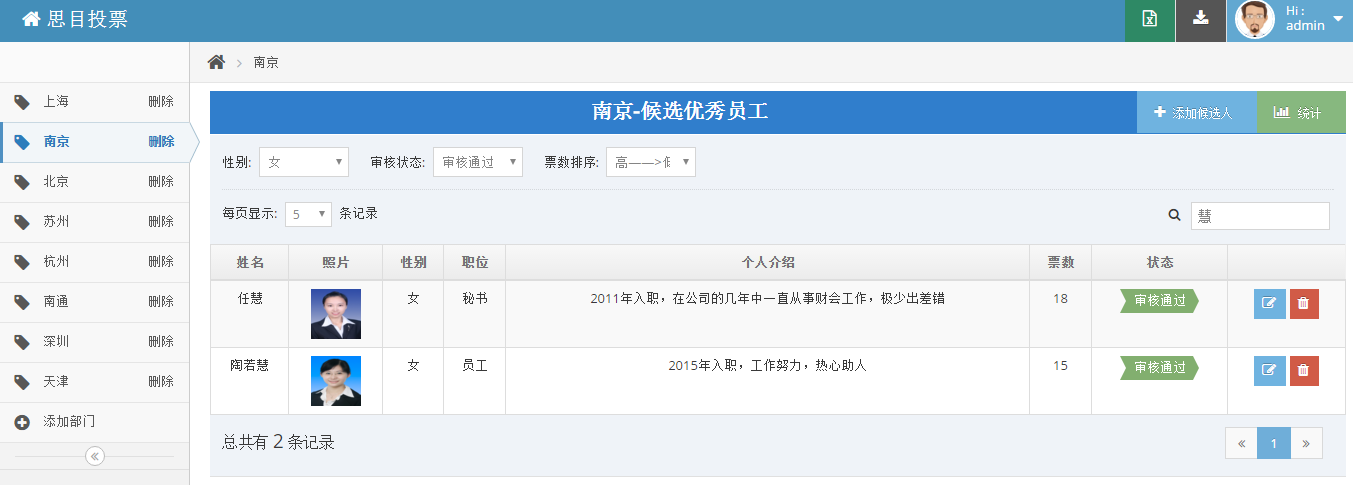 思目投票
Hi :
admin
南京
上海 删除
南京 删除
北京 删除
苏州 删除
杭州 删除
南通 删除
深圳 删除
天津 删除
添加部门
南京-候选优秀员工
添加候选人
统计
性别: 女 审核状态: 审核通过 票数排序: 高——>
每页显示: 5 条记录
慧
姓名 照片 性别 职位 个人介绍 票数 状态
任慧 女 秘书 2011年入职，在公司的几年中一直从事财会工作，极少出差错 18 审核通过
陶若慧 女 员工 2015年入职，工作努力，热心助人 15 审核通过
总共有 2 条记录
« 1 »